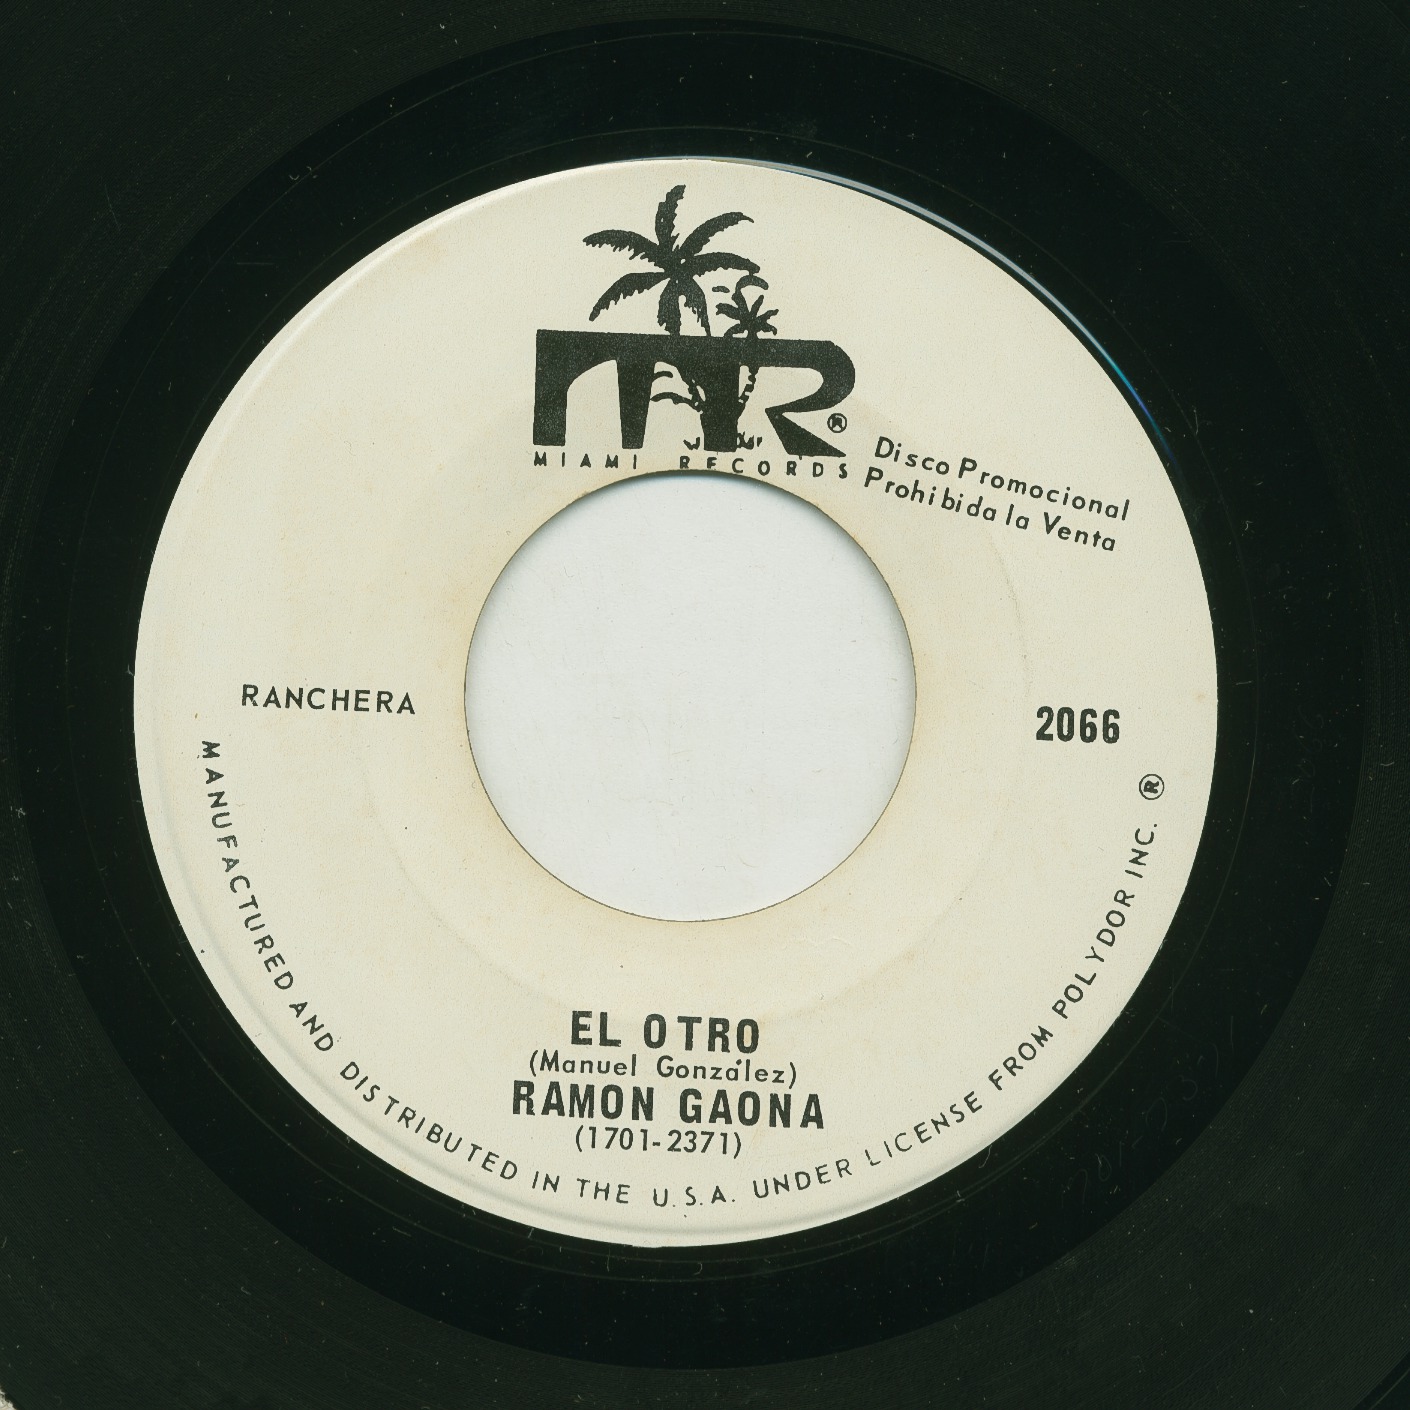 MR ®
MIAMI RECORDS
Disco Promocional
Prohibida la Venta
RANCHERA
2066
EL OTRO
(Manuel González)
RAMON GAONA
(1701-2371)
MANUFACTURED AND DISTRIBUTED IN THE U.S.A. UNDER LICENSE FROM POLYDOR INC. ®